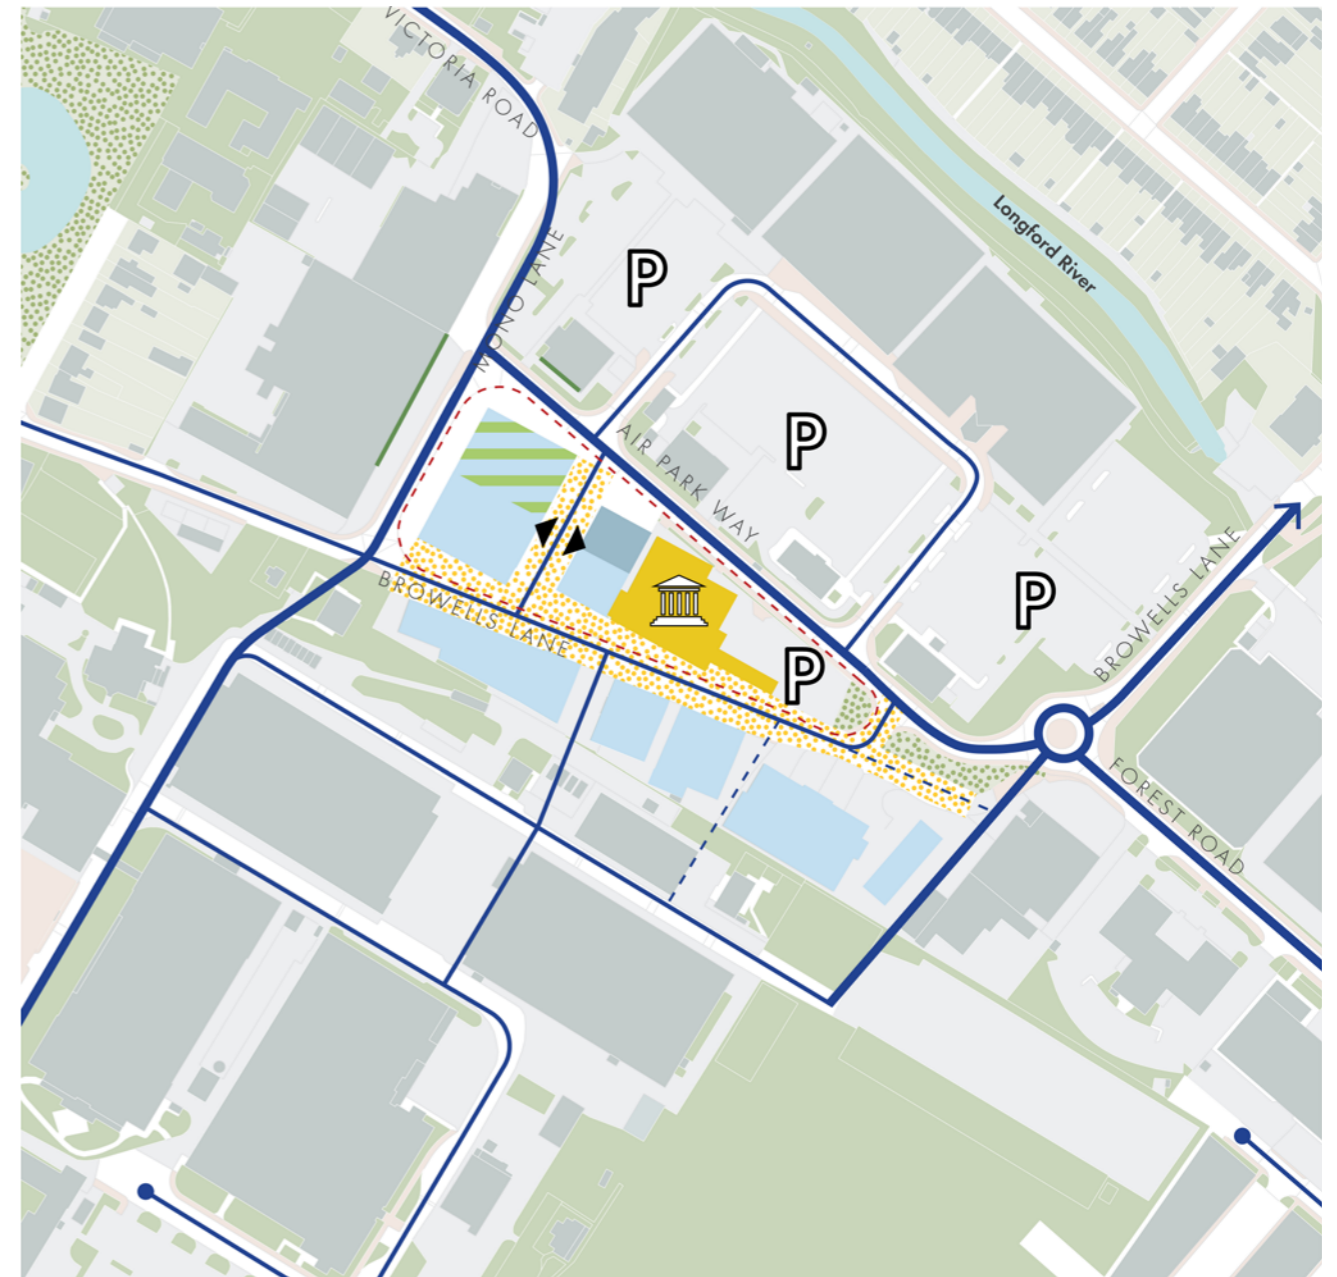 VICTORIA ROAD
Longford River
MONO LANE
P
AIR PARK WAY
P
P
BROWELLS LANE
BROWELLS LANE
P
FOREST ROAD